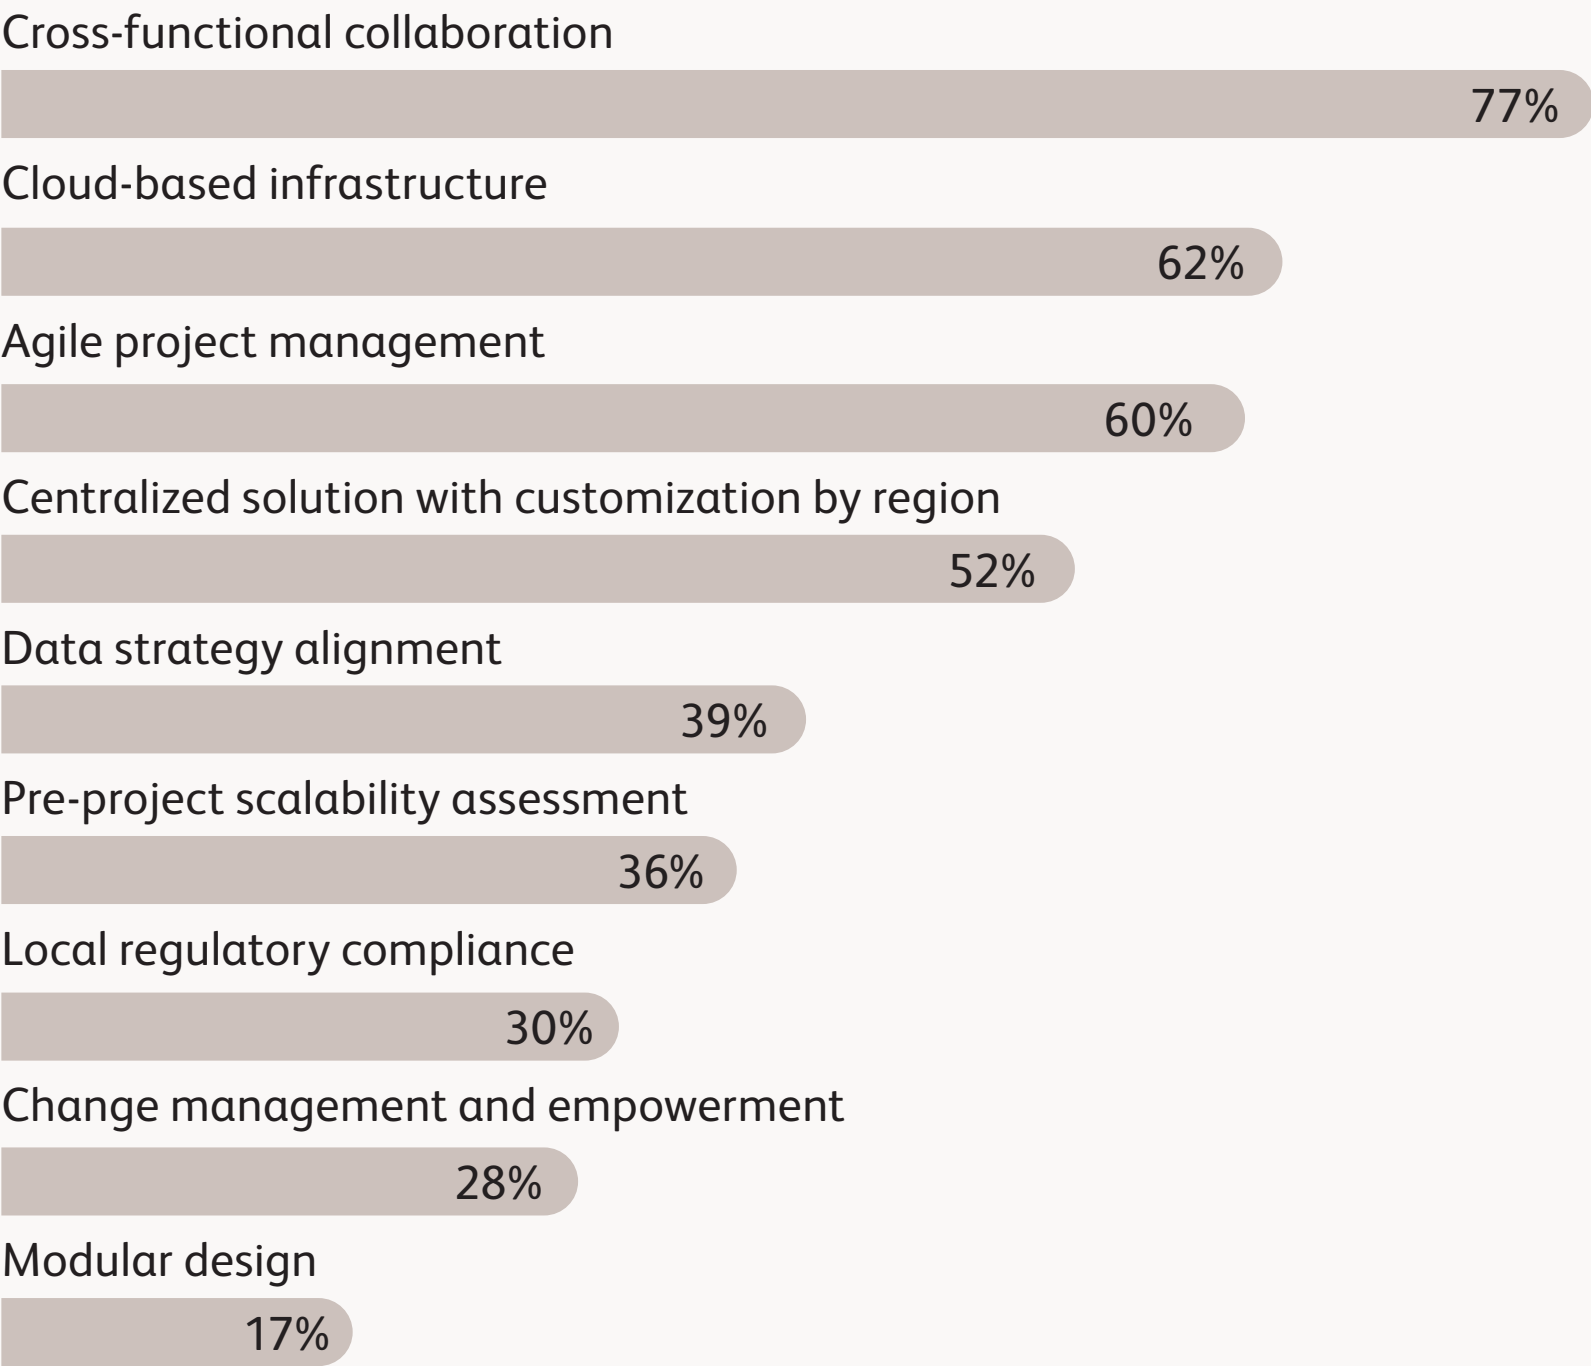 Cross-functional collaboration
77%
Cloud-based infrastructure
62%
Agile project management
60%
Centralized solution with customization by region
52%
Data strategy alignment
39%
Pre-project scalability assessment
36%
Local regulatory compliance
30%
Change management and empowerment
28%
Modular design
17%